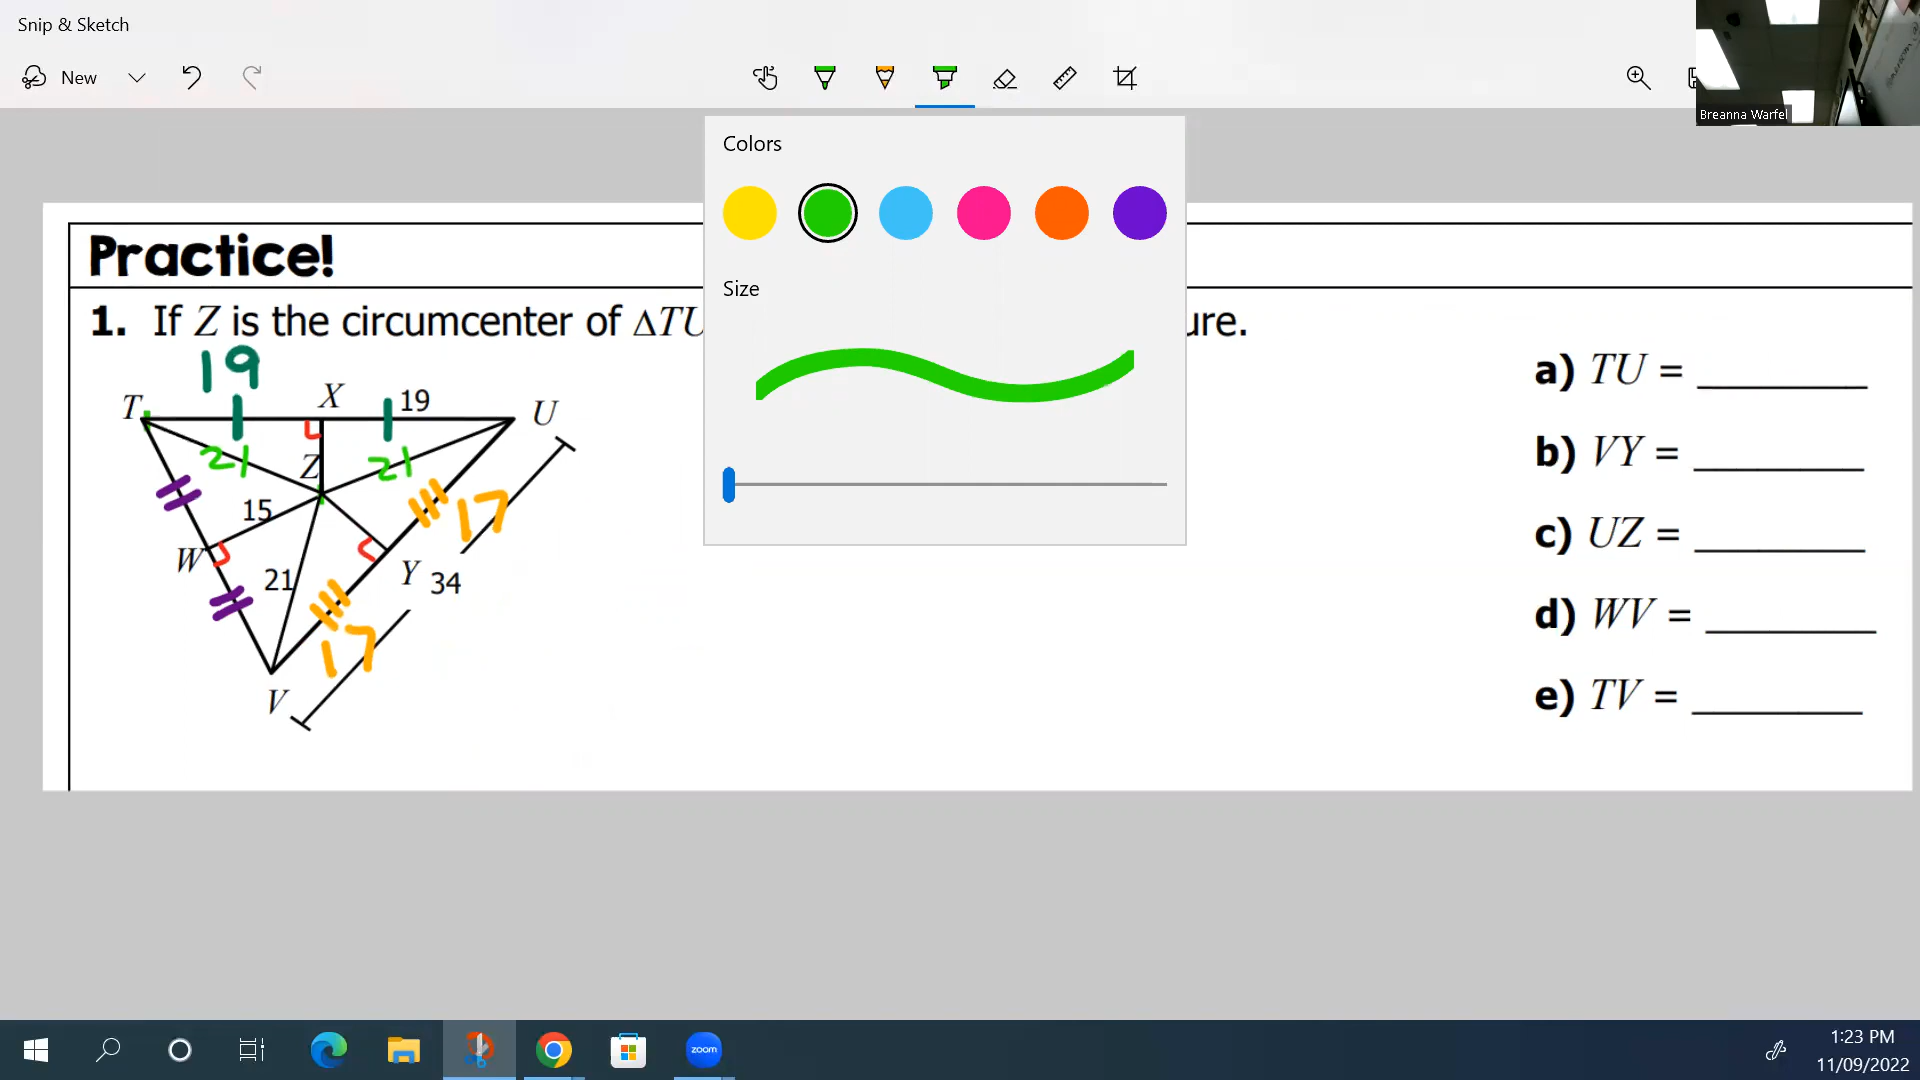 Snip & Sketch
New
Breanna Warfel
Colors
Size
Practice!
1. If Z is the circumcenter of ΔTU
ure.
19
T
X
19
U
21
Z
21
15
17
W
21
Y
34
17
V
a) TU =
b) VY =
c) UZ =
d) WV =
e) TV =
zoom
1:23 PM
11/09/2022